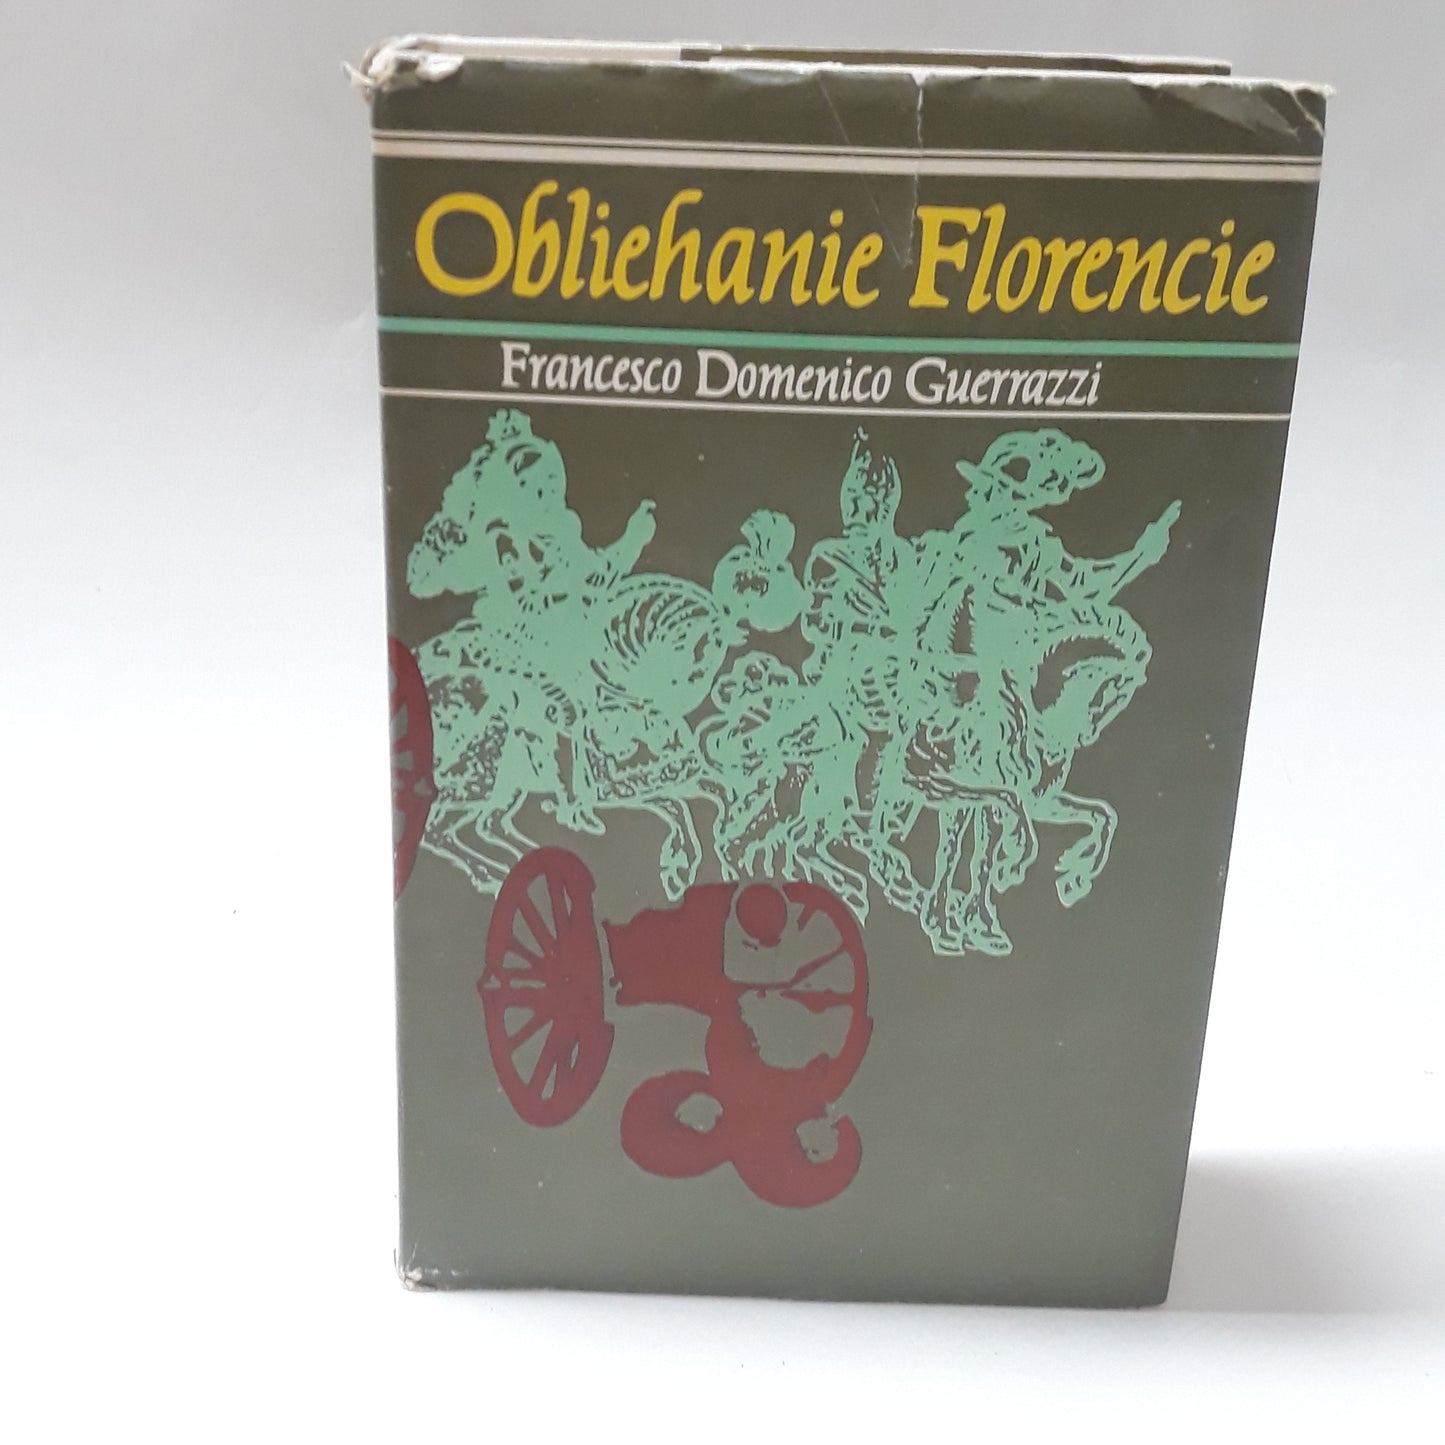 Obliehanie Florencie
Francesco Domenico Guerrazzi